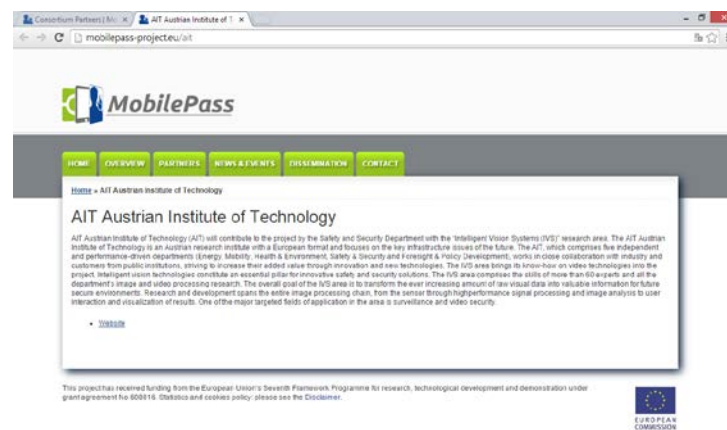 Consortium Partners | Mo
AIT Austrian Institute of T
mobilepass-project.eu/ait
MobilePass
HOME OVERVIEW PARTNERS NEWS & EVENTS DISSEMINATION CONTACT
Home » AIT Austrian Institute of Technology
AIT Austrian Institute of Technology
AIT Austrian Institute of Technology (AIT) will contribute to the project by the Safety and Security Department with the "Intelligent Vision Systems (IVS)" research area. The AIT Austrian
Institute of Technology is an Austrian research institute with a European format and focuses on the key infrastructure issues of the future. The AIT, which comprises five independent
and performance-driven departments (Energy, Mobility, Health & Environment, Safety & Security and Foresight & Policy Development), works in close collaboration with industry and
customers from public institutions, striving to increase their added value through innovation and new technologies. The IVS area brings its know-how on video technologies into the
project. Intelligent vision technologies constitute an essential pillar for innovative safety and security solutions. The IVS area comprises the skills of more than 60 experts and all the
department's image and video processing research. The overall goal of the IVS area is to transform the ever increasing amount of raw visual data into valuable information for future
secure environments. Research and development spans the entire image processing chain, from the sensor through highperformance signal processing and image analysis to user
interaction and visualization of results. One of the major targeted fields of application in the area is surveillance and video security.
Website
This project has received funding from the European Union's Seventh Framework Programme for research, technological development and demonstration under
grant agreement No 608016. Statistics and cookies policy: please see the Disclaimer.
EUROPEAN
COMMISSION